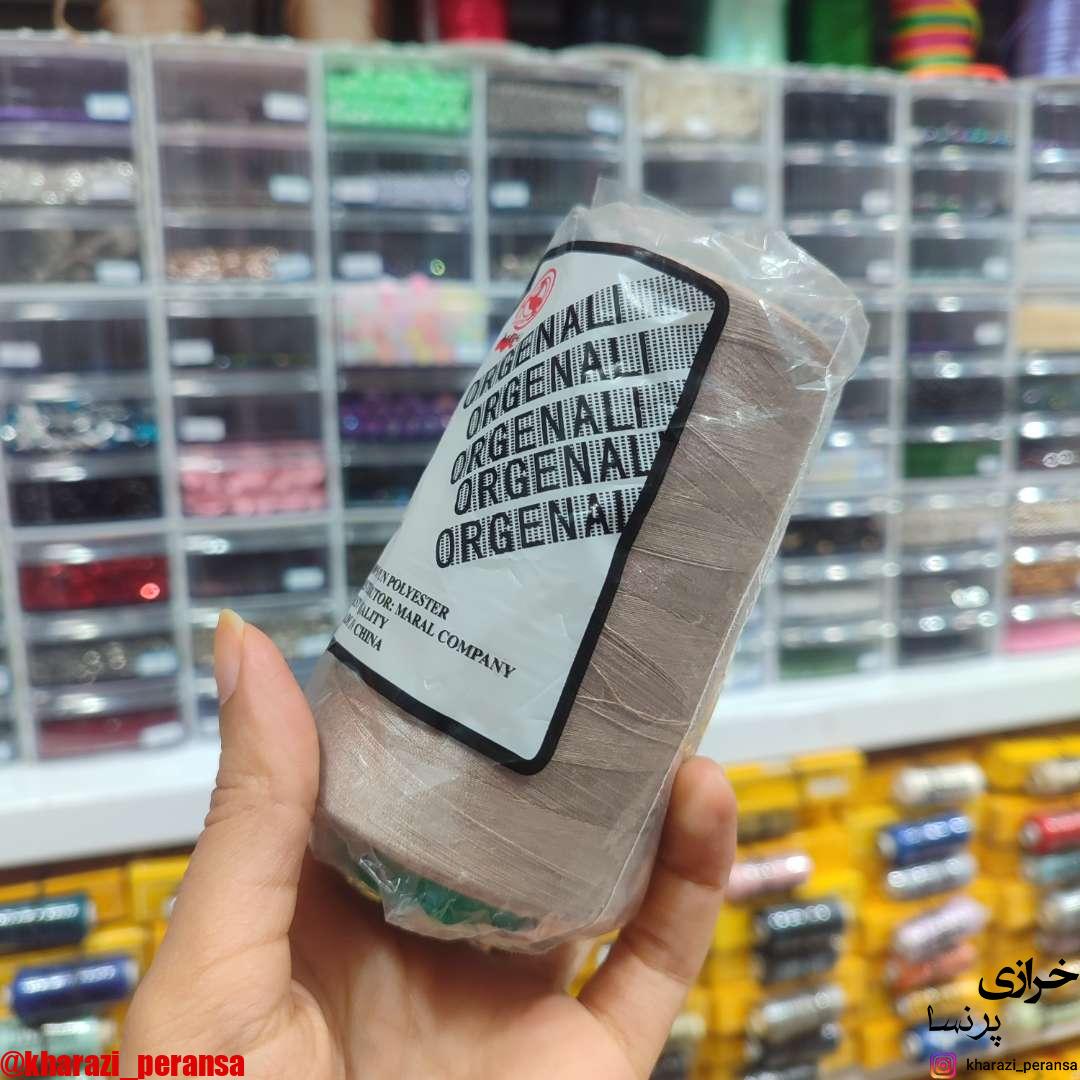 ORGENALI
ORGENALI
ORGENALI
ORGENALI
ORGENALI
POLYESTER
MARAL COMPANY
CHINA
خرازی
پرنسا
kharazi_peransa
@kharazi_peransa